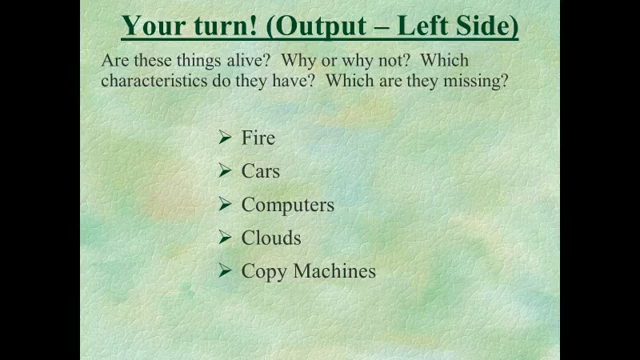 Your turn! (Output – Left Side)
Are these things alive? Why or why not? Which
characteristics do they have? Which are they missing?
Fire
Cars
Computers
Clouds
Copy Machines